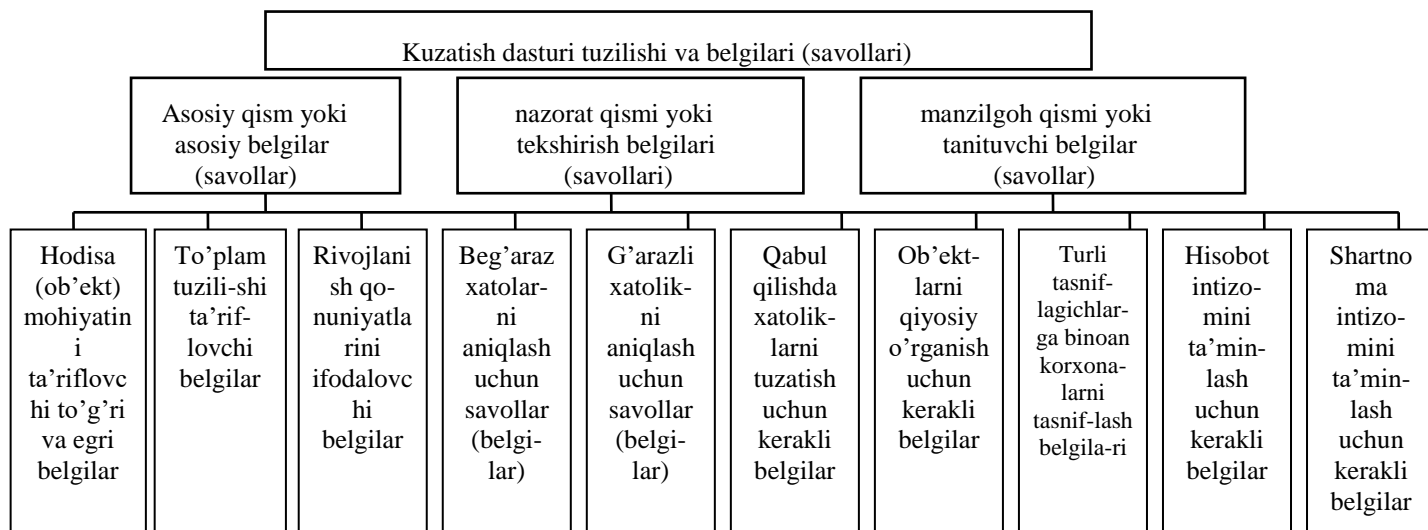 Kuzatish dasturi tuzilishi va belgilari (savollari)
Asosiy qism yoki
asosiy belgilar
(savollar)
nazorat qismi yoki
tekshirish belgilari
(savollari)
manzilgoh qismi yoki
tanituvchi belgilar
(savollar)
Hodisa
(ob’ekt)
mohiyatin
i
ta’riflovc
hi to’g’ri
va egri
belgilar
To’plam
tuzili-shi
ta’rif-
lovchi
belgilar
Rivojlani
sh qo-
nuniyatla
rini
ifodalovc
hi
belgilar
Beg’araz
xatolar-
ni
aniqlash
uchun
savollar
(belgi-
lar)
G’arazli
xatolik-
ni
aniqlash
uchun
savollar
(belgi-
lar)
Qabul
qilishda
xatolik-
larni
tuzatish
uchun
kerakli
belgilar
Ob’ekt-
larni
qiyosiy
o’rganish
uchun
kerakli
belgilar
Turli
tasnif-
lagichlar-
ga binoan
korxona-
larni
tasnif-lash
belgila-ri
Hisobot
intizo-
mini
ta’min-
lash
uchun
kerakli
belgilar
Shartno
ma
intizo-
mini
ta’min-
lash
uchun
kerakli
belgilar